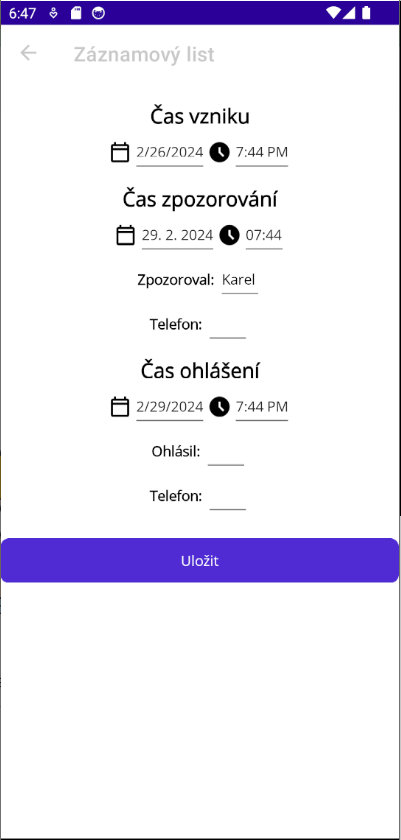 6:47
Záznamový list
Čas vzniku
2/26/2024 7:44 PM
Čas zpozorování
29. 2. 2024 07:44
Zpozoroval: Karel
Telefon:
Čas ohlášení
2/29/2024 7:44 PM
Ohlásil:
Telefon:
Uložit